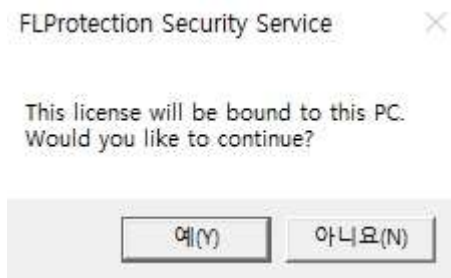 FLProtection Security Service
This license will be bound to this PC.
Would you like to continue?
예(Y)
아니요(N)